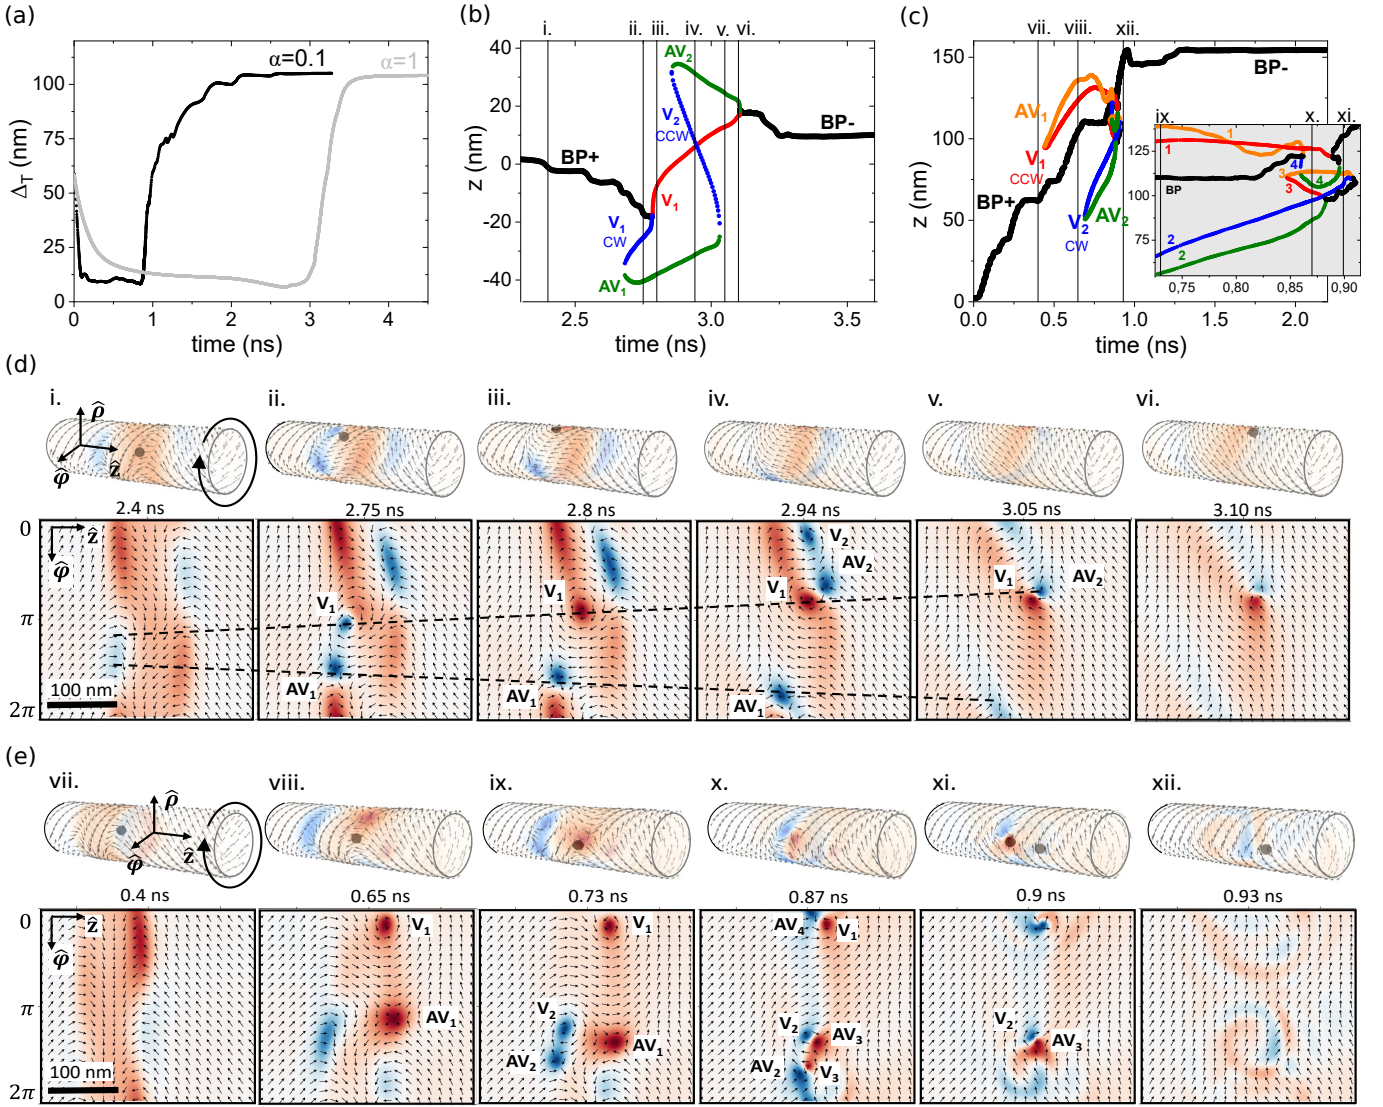 (a)
Δ_T (nm)
100
75
50
25
0
α=0.1
α=1
0 1 2 3 4
time (ns)
(b)
i. ii. iii. iv. v. vi.
z (nm)
40
20
0
-20
-40
AV₂
V₂
CCW
BP+
BP-
V₁
V₁
CW
AV₁
2.5 3.0 3.5
time (ns)
(c)
vii. viii. xii.
z (nm)
150
100
50
0
BP-
AV₁
V₁
CCW
BP+
V₂
CW
AV₂
0.0 0.5 1.0 1.5 2.0
time (ns)
ix. x. xi.
125
100
75
1
1
BP
4
3
4
3
2
2
0,75 0,80 0,85 0,90
(d)
i. ii. iii. iv. v. vi.
ρ̂
ẑ
φ̂
2.4 ns 2.75 ns 2.8 ns 2.94 ns 3.05 ns 3.10 ns
0
π
2π
ẑ
φ̂
100 nm
V₁
AV₁
V₁
AV₁
V₂
AV₂
V₁
AV₁
V₁
AV₂
(e)
vii. viii. ix. x. xi. xii.
ρ̂
ẑ
φ̂
0.4 ns 0.65 ns 0.73 ns 0.87 ns 0.9 ns 0.93 ns
0
π
2π
ẑ
φ̂
100 nm
V₁
AV₁
V₁
V₂
AV₁
AV₂
AV₄
V₁
V₂
AV₃
AV₂
V₃
V₂
AV₃